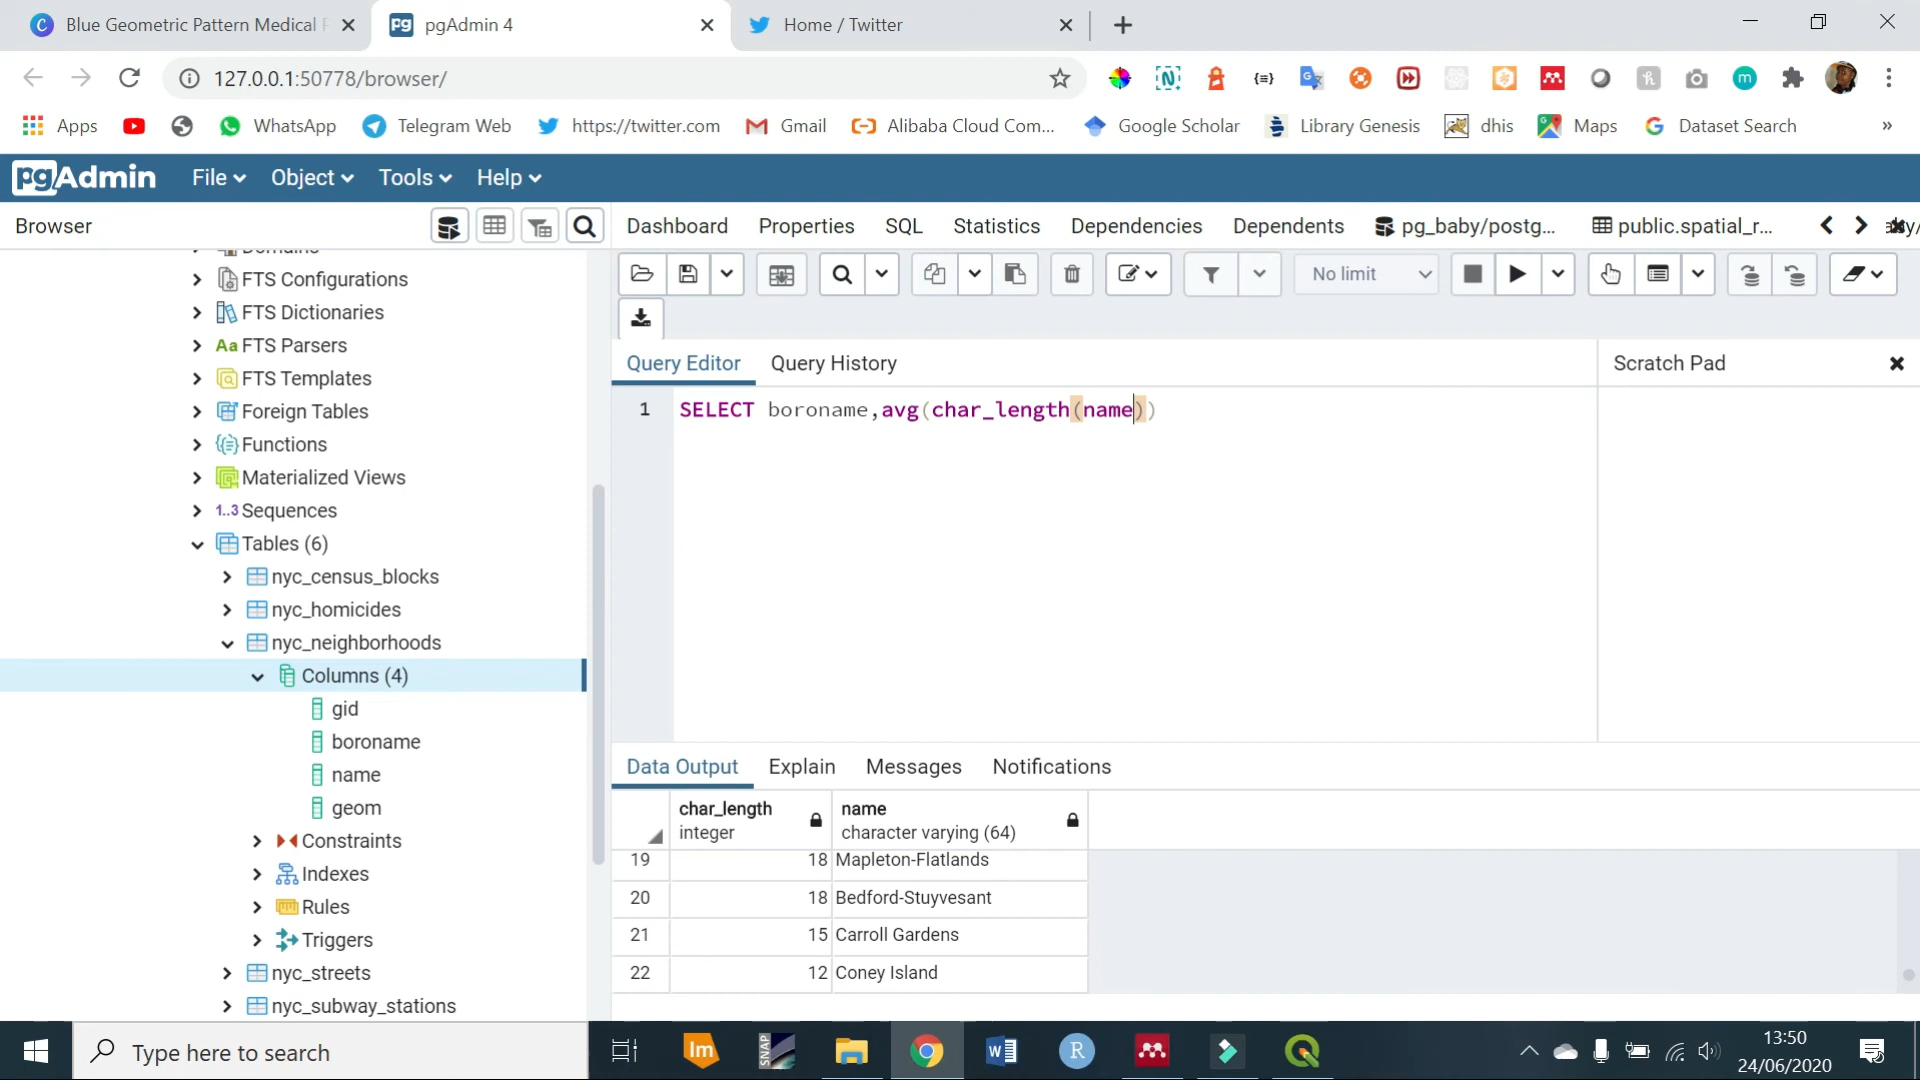 Blue Geometric Pattern Medical
pgAdmin 4
Home / Twitter
127.0.0.1:50778/browser/
Apps
WhatsApp
Telegram Web
https://twitter.com
Gmail
Alibaba Cloud Com...
Google Scholar
Library Genesis
dhis
Maps
Dataset Search
»
pgAdmin
File
Object
Tools
Help
Browser
Dashboard
Properties
SQL
Statistics
Dependencies
Dependents
pg_baby/postg...
public.spatial_r...
No limit
Query Editor
Query History
Scratch Pad
1 SELECT boroname,avg(char_length(name))
FTS Configurations
FTS Dictionaries
Aa FTS Parsers
FTS Templates
Foreign Tables
Functions
Materialized Views
1..3 Sequences
Tables (6)
nyc_census_blocks
nyc_homicides
nyc_neighborhoods
Columns (4)
gid
boroname
name
geom
Constraints
Indexes
Rules
Triggers
nyc_streets
nyc_subway_stations
Data Output
Explain
Messages
Notifications
char_length
integer
name
character varying (64)
19 18 Mapleton-Flatlands
20 18 Bedford-Stuyvesant
21 15 Carroll Gardens
22 12 Coney Island
Type here to search
Im
SNAP
R
13:50
24/06/2020